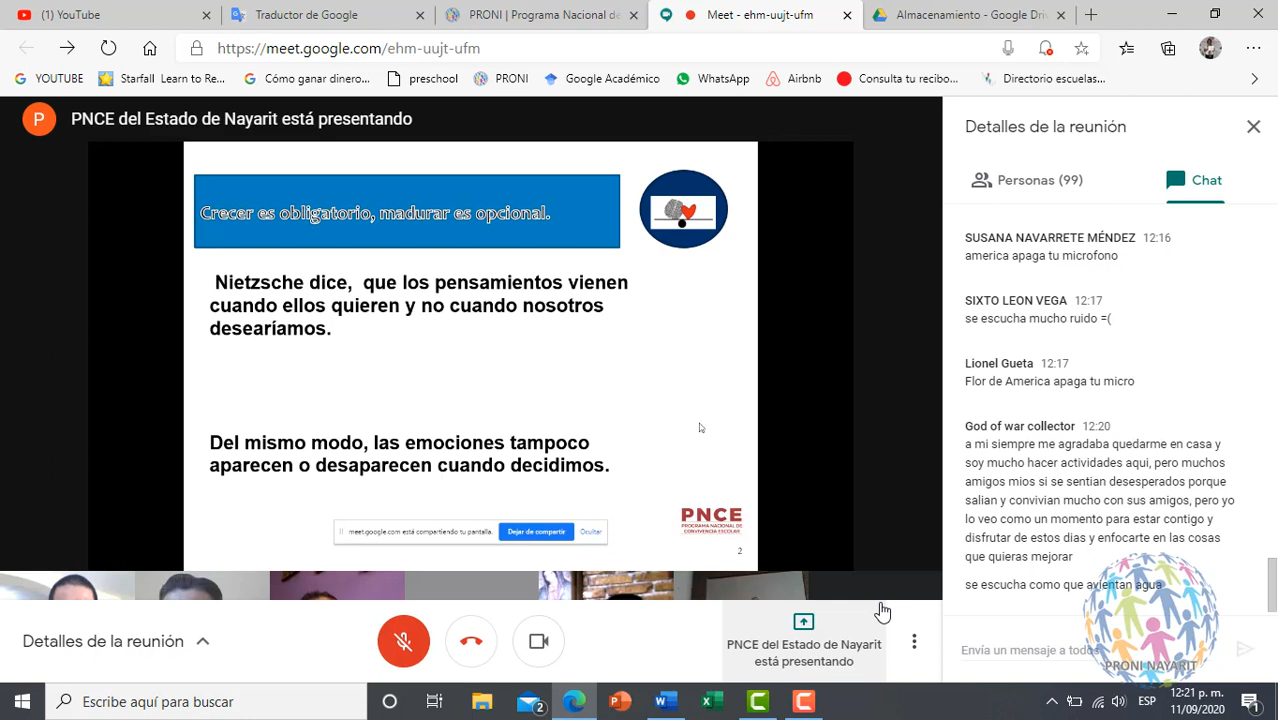 (1) YouTube
Traductor de Google
PRONI | Programa Nacional de
Meet - ehm-uujt-ufm
Almacenamiento - Google Driv
https://meet.google.com/ehm-uujt-ufm
YOUTUBE
Starfall Learn to Re...
Cómo ganar dinero...
preschool
PRONI
Google Académico
WhatsApp
Airbnb
Consulta tu recibo...
Directorio escuelas...
P
PNCE del Estado de Nayarit está presentando
Crecer es obligatorio, madurar es opcional.
Nietzsche dice, que los pensamientos vienen
cuando ellos quieren y no cuando nosotros
desearíamos.
Del mismo modo, las emociones tampoco
aparecen o desaparecen cuando decidimos.
meet.google.com está compartiendo tu pantalla.
Dejar de compartir
Ocultar
PNCE
PROGRAMA NACIONAL DE
CONVIVENCIA ESCOLAR
2
Detalles de la reunión
Personas (99)
Chat
SUSANA NAVARRETE MÉNDEZ 12:16
america apaga tu microfono
SIXTO LEON VEGA 12:17
se escucha mucho ruido =(
Lionel Gueta 12:17
Flor de America apaga tu micro
God of war collector 12:20
a mi siempre me agradaba quedarme en casa y
soy mucho hacer actividades aquí, pero muchos
amigos mios si se sentian desesperados porque
salian y convivian mucho con sus amigos, pero yo
lo veo como un momento para estar contigo y
disfrutar de estos dias y enfocarte en las cosas
que quieras mejorar
se escucha como que avientan agua
Envía un mensaje a todos
PRONI NAYARIT
Detalles de la reunión
PNCE del Estado de Nayarit
está presentando
Escribe aquí para buscar
2
ESP
12:21 p. m.
11/09/2020
1